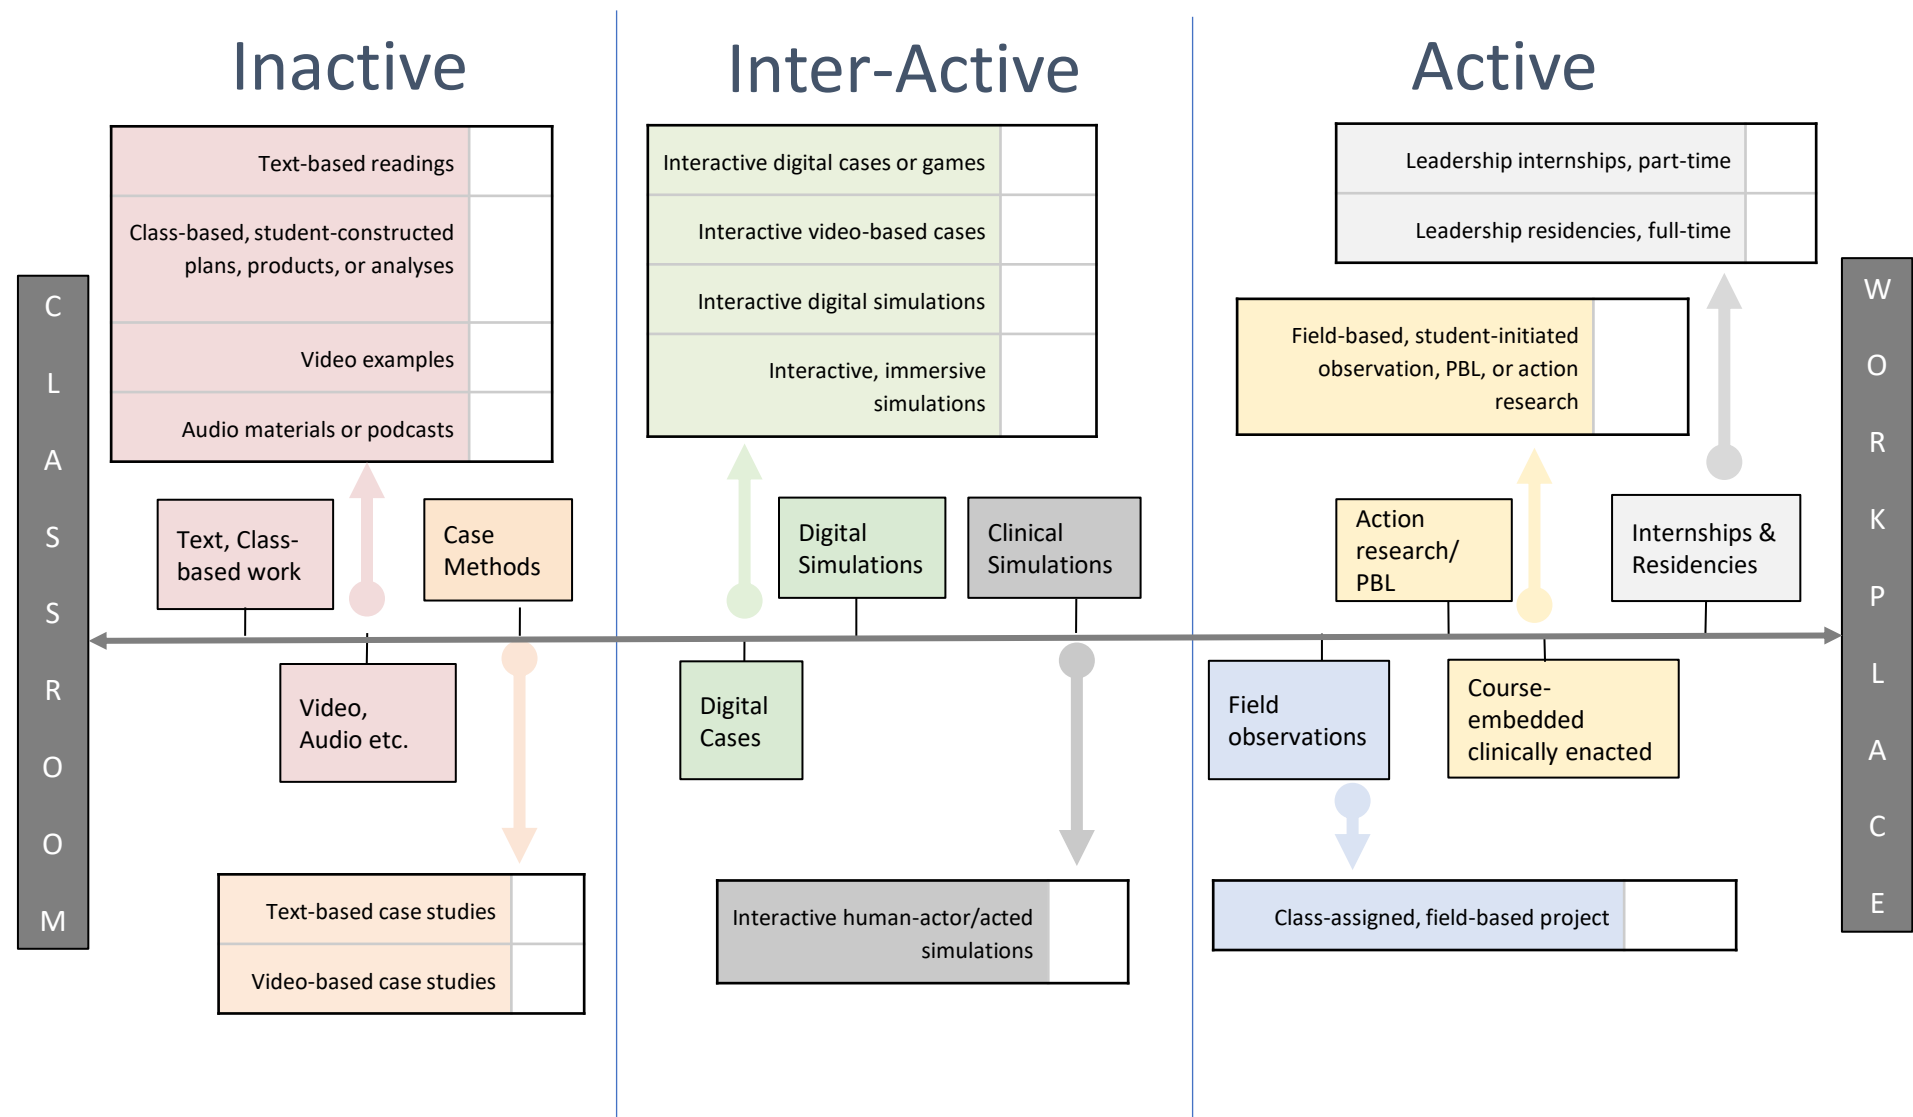 Inactive
Inter-Active
Active
Text-based readings
Class-based, student-constructed
plans, products, or analyses
Video examples
Audio materials or podcasts
Interactive digital cases or games
Interactive video-based cases
Interactive digital simulations
Interactive, immersive
simulations
Leadership internships, part-time
Leadership residencies, full-time
Field-based, student-initiated
observation, PBL, or action
research
C
L
A
S
S
R
O
O
M
Text, Class-
based work
Case
Methods
Digital
Simulations
Clinical
Simulations
Action
research/
PBL
Internships &
Residencies
Video,
Audio etc.
Digital
Cases
Field
observations
Course-
embedded
clinically enacted
Text-based case studies
Video-based case studies
Interactive human-actor/acted
simulations
Class-assigned, field-based project
W
O
R
K
P
L
A
C
E